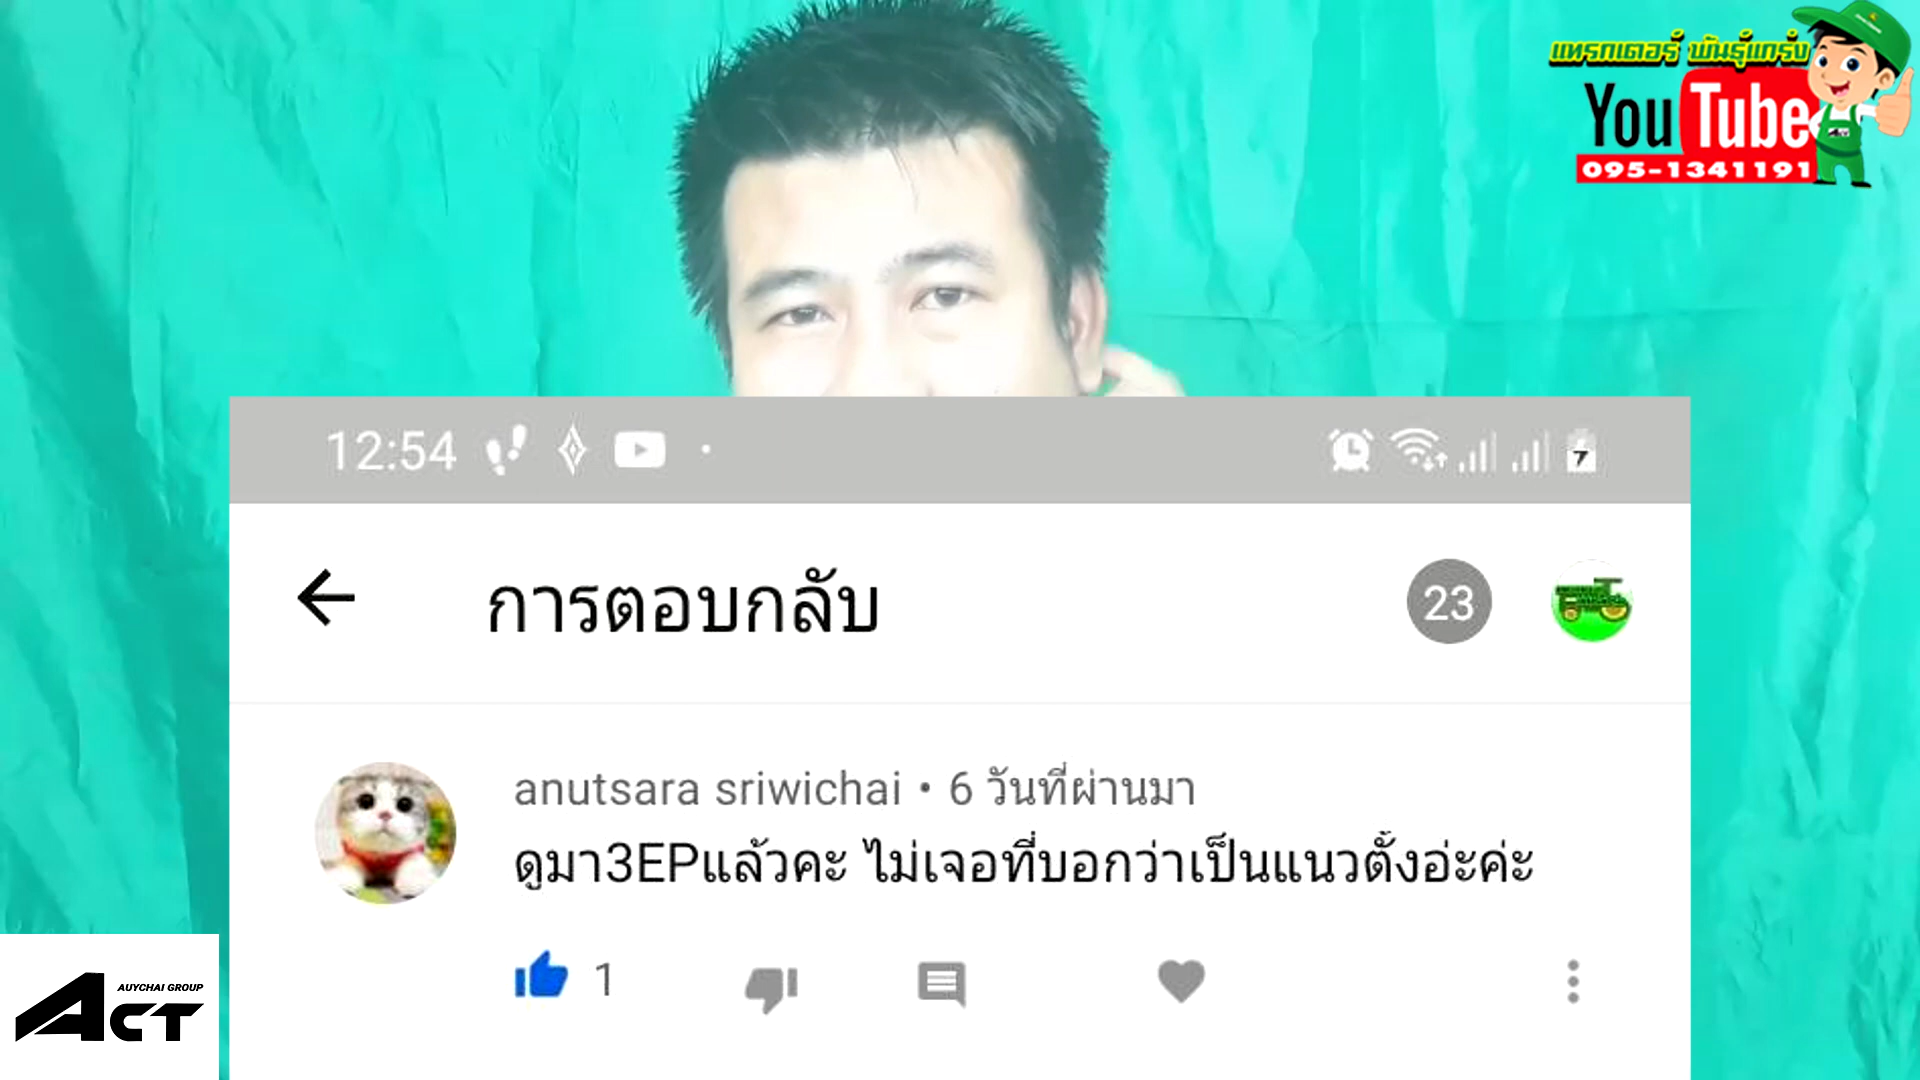 แทรกเตอร์ พันธุ์แกร่ง
YouTube
095-1341191
12:54
การตอบกลับ
23
anutsara sriwichai • 6 วันที่ผ่านมา
ดูมา3EPแล้วคะ ไม่เจอที่บอกว่าเป็นแนวตั้งอ่ะค่ะ
1
AUYCHAI GROUP
ACT